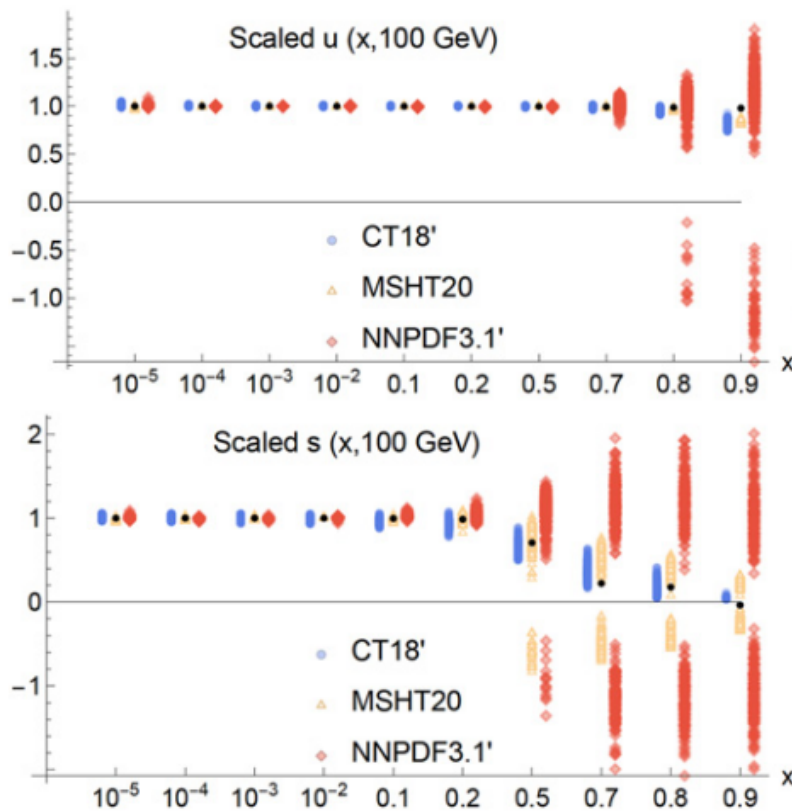 Scaled u (x,100 GeV)
1.5
1.0
0.5
0.0
−0.5
−1.0
CT18'
MSHT20
NNPDF3.1'
10⁻⁵ 10⁻⁴ 10⁻³ 10⁻² 0.1 0.2 0.5 0.7 0.8 0.9 x
Scaled s (x,100 GeV)
2
1
0
−1
CT18'
MSHT20
NNPDF3.1'
10⁻⁵ 10⁻⁴ 10⁻³ 10⁻² 0.1 0.2 0.5 0.7 0.8 0.9 x